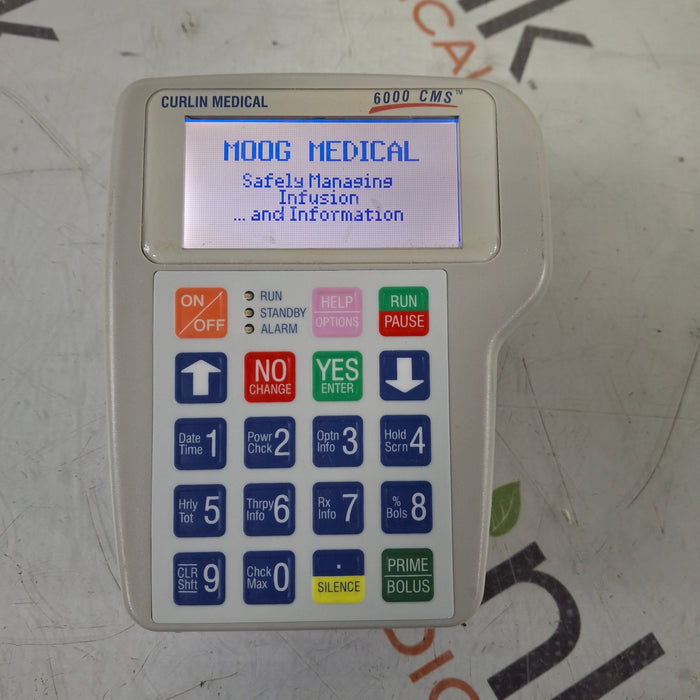 CURLIN MEDICAL
6000 CMS™
MOOG MEDICAL
Safely Managing
Infusion
... and Information
ON/OFF
RUN
STANDBY
ALARM
HELP
OPTIONS
RUN
PAUSE
NO
CHANGE
YES
ENTER
Date
Time 1
Powr
Chck 2
Optn
Info 3
Hold
Scrn 4
Hrly
Tot 5
Thrpy
Info 6
Rx
Info 7
%
Bols 8
CLR
Shft 9
Chck
Max 0
.
SILENCE
PRIME
BOLUS